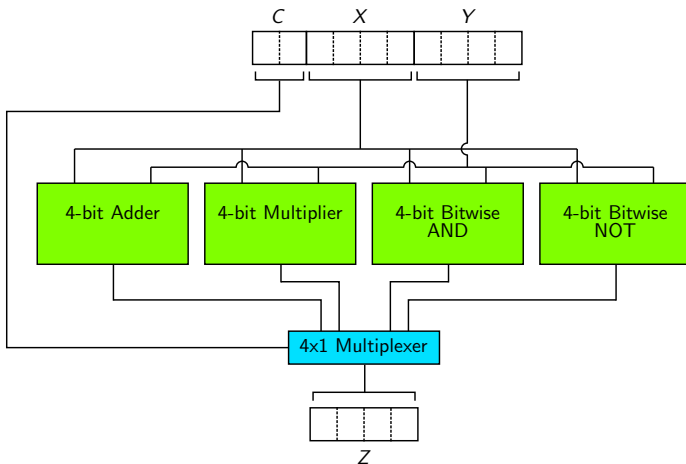 C X Y
4-bit Adder
4-bit Multiplier
4-bit Bitwise
AND
4-bit Bitwise
NOT
4x1 Multiplexer
Z